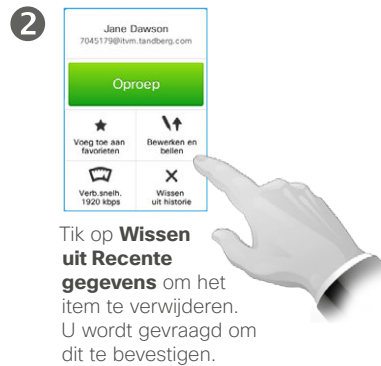 2
Jane Dawson
7045179@itvm.tandberg.com
Oproep
Voeg toe aan favorieten
Bewerken en bellen
Verb.snelh. 1920 kbps
Wissen uit historie
Tik op Wissen
uit Recente
gegevens om het
item te verwijderen.
U wordt gevraagd om
dit te bevestigen.